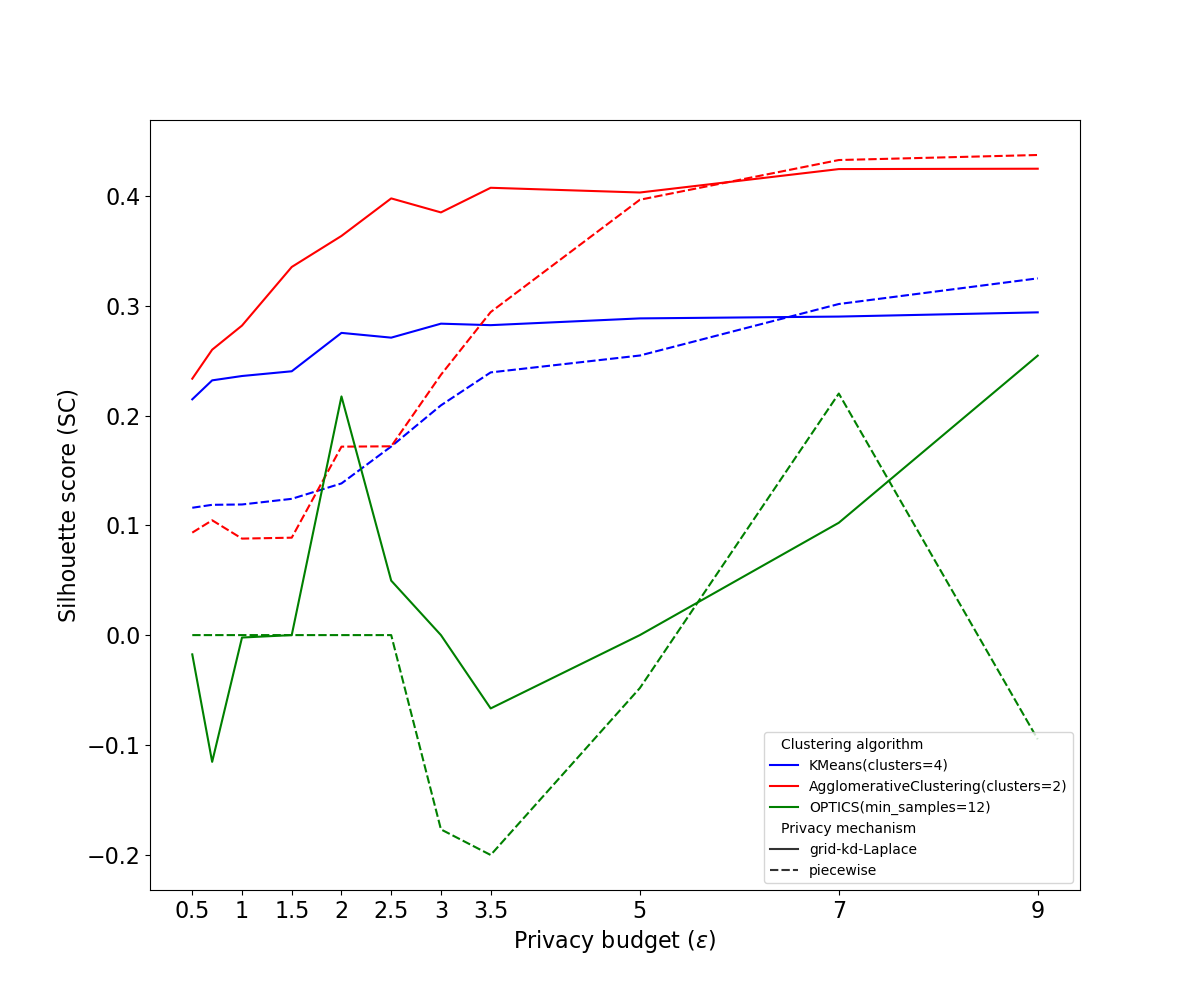 0.4
0.3
0.2
0.1
0.0
−0.1
−0.2
Silhouette score (SC)
Clustering algorithm
KMeans(clusters=4)
AgglomerativeClustering(clusters=2)
OPTICS(min_samples=12)
Privacy mechanism
grid-kd-Laplace
piecewise
0.5 1 1.5 2 2.5 3 3.5 5 7 9
Privacy budget (ε)